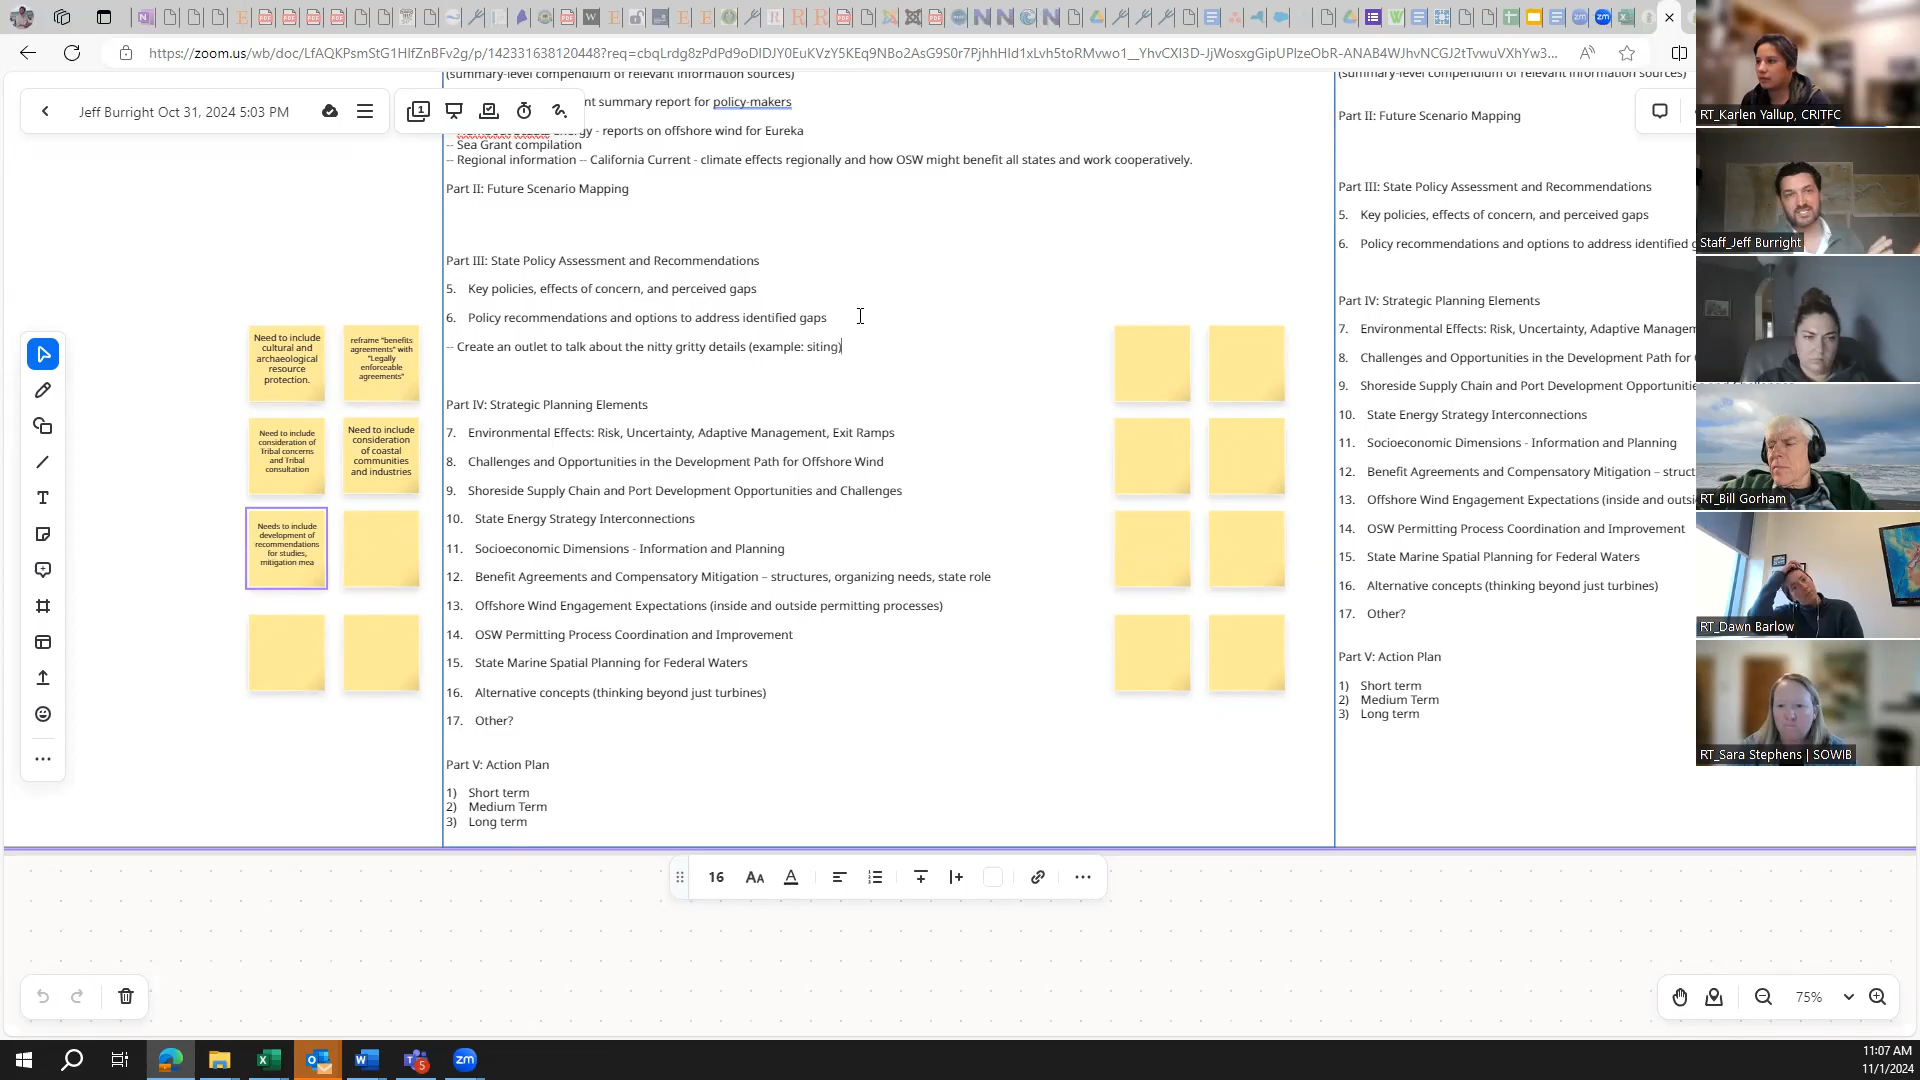 https://zoom.us/wb/doc/LfAQKPsmStG1HIfZnBFv2g/p/142331638120448?req=cbqLrdg8zPdPd9oDIDJY0EuKVzY5KEq9NBo2AsG9S0r7PjhhHId1xLvh5toRMvwo1__YhvCXI3D-JjWosxgGipUPlzeObR-ANAB4WJhvNCGJ2tTvwuVXhYw3...
Jeff Burright Oct 31, 2024 5:03 PM
(summary-level compendium of relevant information sources)
nt summary report for policy-makers
- reports on offshore wind for Eureka
-- Sea Grant compilation
-- Regional information -- California Current - climate effects regionally and how OSW might benefit all states and work cooperatively.
Part II: Future Scenario Mapping
Part III: State Policy Assessment and Recommendations
5. Key policies, effects of concern, and perceived gaps
6. Policy recommendations and options to address identified gaps
-- Create an outlet to talk about the nitty gritty details (example: siting)
Part IV: Strategic Planning Elements
7. Environmental Effects: Risk, Uncertainty, Adaptive Management, Exit Ramps
8. Challenges and Opportunities in the Development Path for Offshore Wind
9. Shoreside Supply Chain and Port Development Opportunities and Challenges
10. State Energy Strategy Interconnections
11. Socioeconomic Dimensions - Information and Planning
12. Benefit Agreements and Compensatory Mitigation – structures, organizing needs, state role
13. Offshore Wind Engagement Expectations (inside and outside permitting processes)
14. OSW Permitting Process Coordination and Improvement
15. State Marine Spatial Planning for Federal Waters
16. Alternative concepts (thinking beyond just turbines)
17. Other?
Part V: Action Plan
1) Short term
2) Medium Term
3) Long term
Need to include
cultural and
archaeological
resource
protection.
reframe "benefits
agreements" with
"Legally
enforceable
agreements"
Need to include
consideration of
Tribal concerns
and Tribal
consultation
Need to include
consideration
of coastal
communities
and industries
Needs to include
development of
recommendations
for studies,
mitigation mea
(summary-level compendium of relevant information sources)
Part II: Future Scenario Mapping
Part III: State Policy Assessment and Recommendations
5. Key policies, effects of concern, and perceived gaps
6. Policy recommendations and options to address identified g
Part IV: Strategic Planning Elements
7. Environmental Effects: Risk, Uncertainty, Adaptive Managem
8. Challenges and Opportunities in the Development Path for
9. Shoreside Supply Chain and Port Development Opportunities and Challenges
10. State Energy Strategy Interconnections
11. Socioeconomic Dimensions - Information and Planning
12. Benefit Agreements and Compensatory Mitigation – struct
13. Offshore Wind Engagement Expectations (inside and outsi
14. OSW Permitting Process Coordination and Improvement
15. State Marine Spatial Planning for Federal Waters
16. Alternative concepts (thinking beyond just turbines)
17. Other?
Part V: Action Plan
1) Short term
2) Medium Term
3) Long term
RT_Karlen Yallup, CRITFC
Staff_Jeff Burright
RT_Bill Gorham
RT_Dawn Barlow
RT_Sara Stephens | SOWIB
16
75%
11:07 AM
11/1/2024